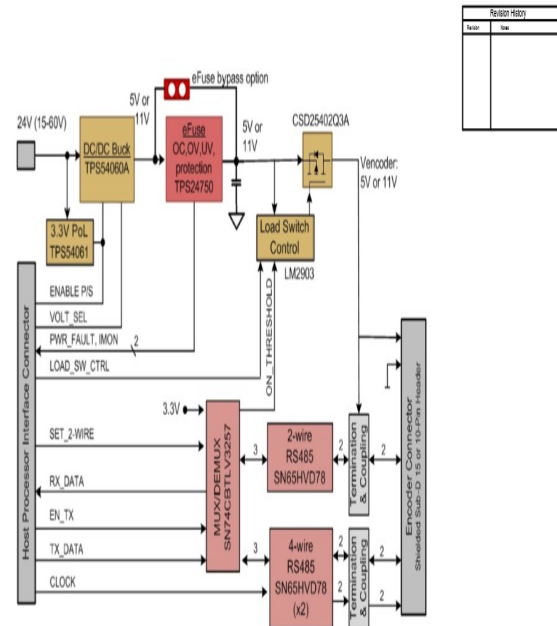 Revision History
Revision
Notes
eFuse bypass option
5V or
11V
24V (15-60V)
DC/DC Buck
TPS54060A
eFuse
OC,OV,UV,
protection
TPS24750
5V or
11V
CSD25402Q3A
Vencoder:
5V or 11V
3.3V PoL
TPS54061
Load Switch
Control
LM2903
ENABLE P/S
VOLT_SEL
PWR_FAULT, IMON
2
LOAD_SW_CTRL
ON_THRESHOLD
Host Processor Interface Connector
3.3V
SET_2-WIRE
RX_DATA
EN_TX
TX_DATA
CLOCK
MUX/DEMUX
SN74CBTLV3257
3
2-wire
RS485
SN65HVD78
2
Termination
& Coupling
2
3
4-wire
RS485
SN65HVD78
(x2)
2
2
Termination
& Coupling
2
2
Encoder Connector
Shielded Sub-D 15 or 10-Pin Header